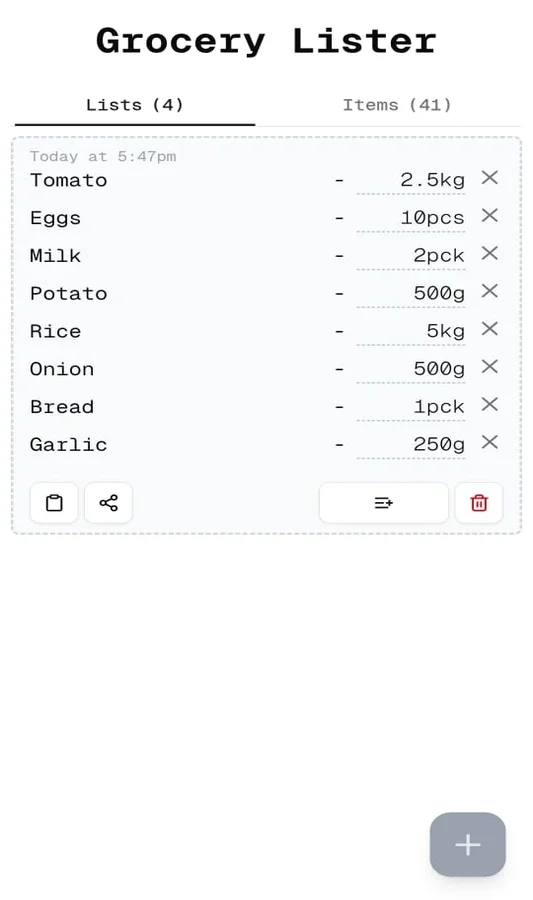 Grocery Lister
Lists (4) Items (41)
Today at 5:47pm
Tomato - 2.5kg
Eggs - 10pcs
Milk - 2pck
Potato - 500g
Rice - 5kg
Onion - 500g
Bread - 1pck
Garlic - 250g